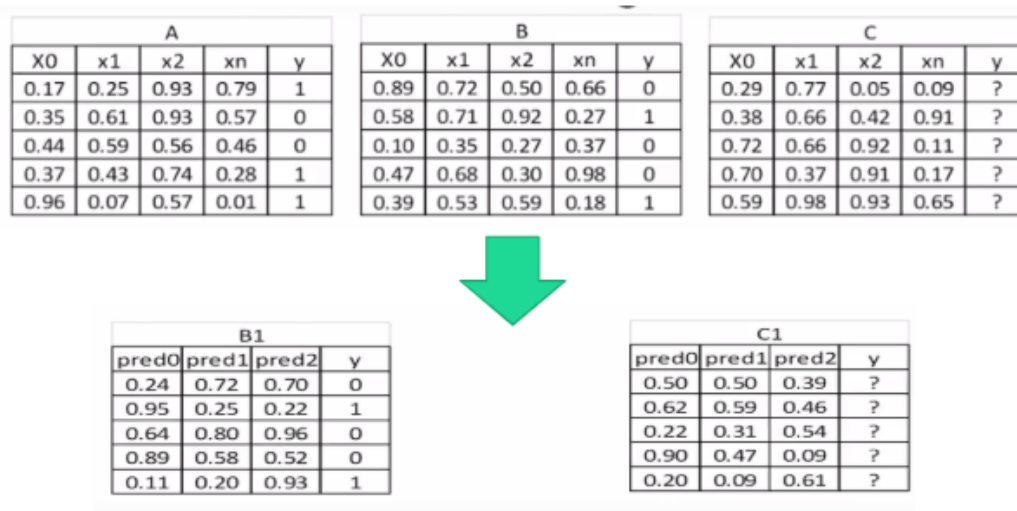 A
X0 x1 x2 xn y
0.17 0.25 0.93 0.79 1
0.35 0.61 0.93 0.57 0
0.44 0.59 0.56 0.46 0
0.37 0.43 0.74 0.28 1
0.96 0.07 0.57 0.01 1
B
X0 x1 x2 xn y
0.89 0.72 0.50 0.66 0
0.58 0.71 0.92 0.27 1
0.10 0.35 0.27 0.37 0
0.47 0.68 0.30 0.98 0
0.39 0.53 0.59 0.18 1
C
X0 x1 x2 xn y
0.29 0.77 0.05 0.09 ?
0.38 0.66 0.42 0.91 ?
0.72 0.66 0.92 0.11 ?
0.70 0.37 0.91 0.17 ?
0.59 0.98 0.93 0.65 ?
B1
pred0 pred1 pred2 y
0.24 0.72 0.70 0
0.95 0.25 0.22 1
0.64 0.80 0.96 0
0.89 0.58 0.52 0
0.11 0.20 0.93 1
C1
pred0 pred1 pred2 y
0.50 0.50 0.39 ?
0.62 0.59 0.46 ?
0.22 0.31 0.54 ?
0.90 0.47 0.09 ?
0.20 0.09 0.61 ?